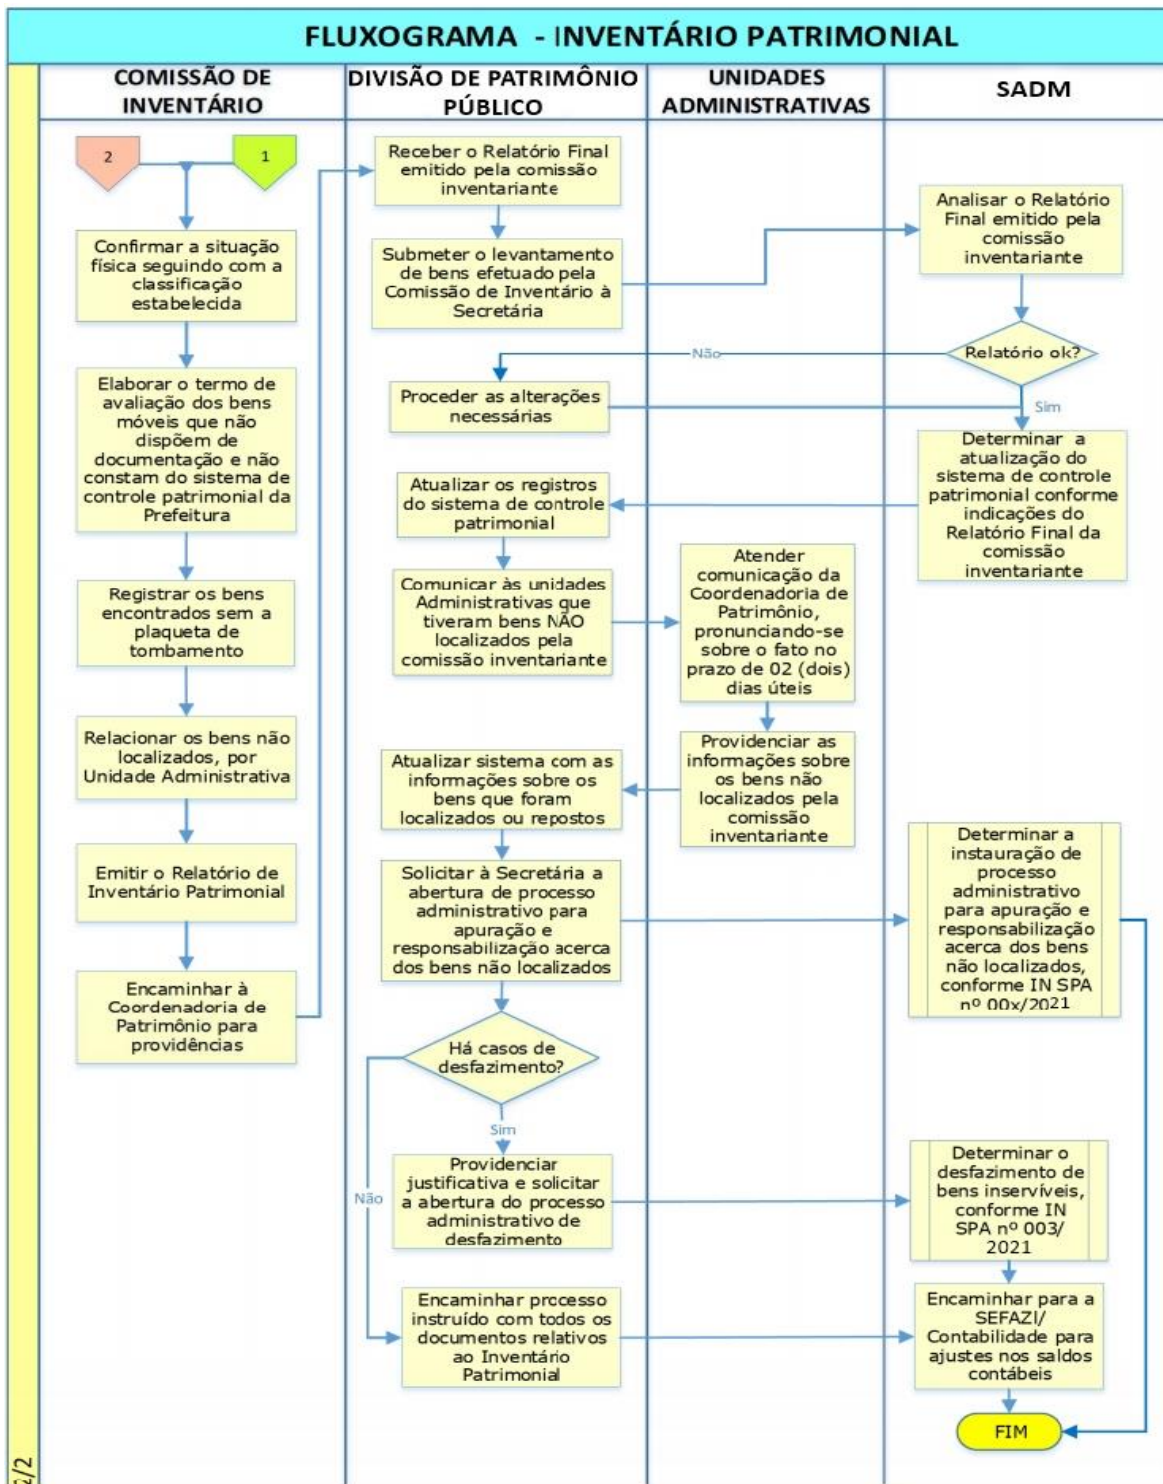 FLUXOGRAMA - INVENTÁRIO PATRIMONIAL
COMISSÃO DE
INVENTÁRIO
DIVISÃO DE PATRIMÔNIO
PÚBLICO
UNIDADES
ADMINISTRATIVAS
SADM
2
1
Confirmar a situação
física seguindo com a
classificação
estabelecida
Elaborar o termo de
avaliação dos bens
móveis que não
dispõem de
documentação e não
constam do sistema de
controle patrimonial da
Prefeitura
Registrar os bens
encontrados sem a
plaqueta de
tombamento
Relacionar os bens não
localizados, por
Unidade Administrativa
Emitir o Relatório de
Inventário Patrimonial
Encaminhar à
Coordenadoria de
Patrimônio para
providências
Receber o Relatório Final
emitido pela comissão
inventariante
Submeter o levantamento
de bens efetuado pela
Comissão de Inventário à
Secretária
Analisar o Relatório
Final emitido pela
comissão
inventariante
Relatório ok?
Não
Sim
Proceder as alterações
necessárias
Determinar a
atualização do
sistema de controle
patrimonial conforme
indicações do
Relatório Final da
comissão
inventariante
Atualizar os registros
do sistema de controle
patrimonial
Comunicar às unidades
Administrativas que
tiveram bens NÃO
localizados pela
comissão inventariante
Atender
comunicação da
Coordenadoria de
Patrimônio,
pronunciando-se
sobre o fato no
prazo de 02 (dois)
dias úteis
Providenciar as
informações sobre
os bens não
localizados pela
comissão
inventariante
Atualizar sistema com as
informações sobre os
bens que foram
localizados ou repostos
Solicitar à Secretária a
abertura de processo
administrativo para
apuração e
responsabilização acerca
dos bens não localizados
Determinar a
instauração de
processo
administrativo
para apuração e
responsabilização
acerca dos bens
não localizados,
conforme IN SPA
nº 00x/2021
Há casos de
desfazimento?
Sim
Não
Providenciar
justificativa e solicitar
a abertura do processo
administrativo de
desfazimento
Determinar o
desfazimento de
bens inservíveis,
conforme IN
SPA nº 003/
2021
Encaminhar processo
instruído com todos os
documentos relativos
ao Inventário
Patrimonial
Encaminhar para a
SEFAZI/
Contabilidade para
ajustes nos saldos
contábeis
FIM
2/2